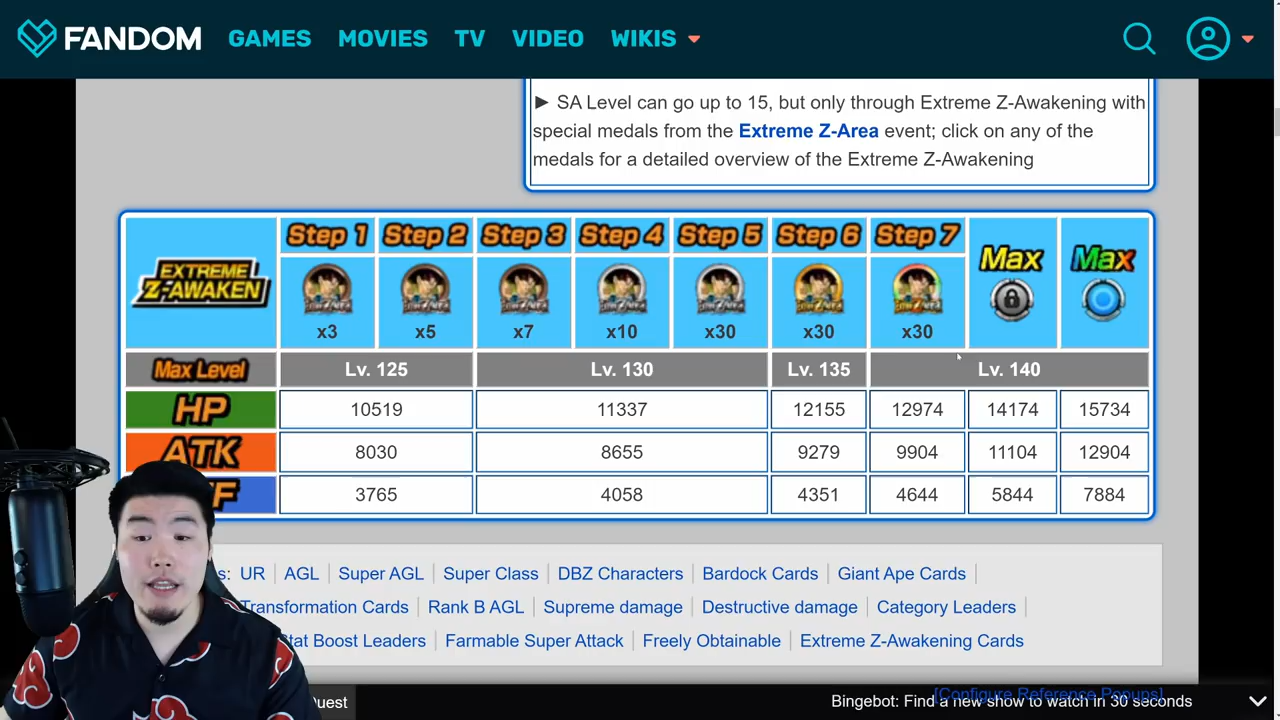 FANDOM GAMES MOVIES TV VIDEO WIKIS
► SA Level can go up to 15, but only through Extreme Z-Awakening with
special medals from the Extreme Z-Area event; click on any of the
medals for a detailed overview of the Extreme Z-Awakening
EXTREME Z-AWAKEN
Step 1 Step 2 Step 3 Step 4 Step 5 Step 6 Step 7 Max Max
x3 x5 x7 x10 x30 x30 x30
Max Level Lv. 125 Lv. 130 Lv. 135 Lv. 140
HP 10519 11337 12155 12974 14174 15734
ATK 8030 8655 9279 9904 11104 12904
3765 4058 4351 4644 5844 7884
s: UR AGL Super AGL Super Class DBZ Characters Bardock Cards Giant Ape Cards
Transformation Cards Rank B AGL Supreme damage Destructive damage Category Leaders
Stat Boost Leaders Farmable Super Attack Freely Obtainable Extreme Z-Awakening Cards
[Configure Reference Popups]
uest Bingebot: Find a new show to watch in 30 seconds